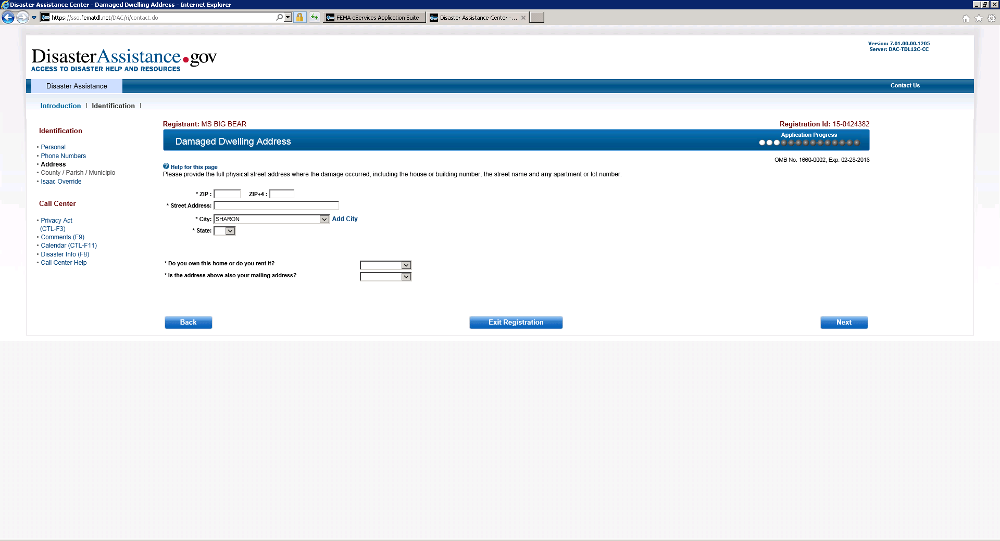 Disaster Assistance Center - Damaged Dwelling Address - Internet Explorer
https://sso.fematdl.net/DAC/ri/contact.do
FEMA eServices Application Suite
Disaster Assistance Center -...
Version: 7.01.00.00.1205
Server: DAC-TDL12C-CC
DisasterAssistance.gov
ACCESS TO DISASTER HELP AND RESOURCES
Disaster Assistance
Contact Us
Introduction | Identification |
Identification
• Personal
• Phone Numbers
• Address
• County / Parish / Municipio
• Isaac Override
Call Center
• Privacy Act
(CTL-F3)
• Comments (F9)
• Calendar (CTL-F11)
• Disaster Info (F8)
• Call Center Help
Registrant: MS BIG BEAR
Registration Id: 15-0424382
Damaged Dwelling Address
Application Progress
OMB No. 1660-0002, Exp. 02-28-2018
? Help for this page
Please provide the full physical street address where the damage occurred, including the house or building number, the street name and any apartment or lot number.
* ZIP : ZIP+4 :
* Street Address:
* City: SHARON Add City
* State:
* Do you own this home or do you rent it?
* Is the address above also your mailing address?
Back
Exit Registration
Next